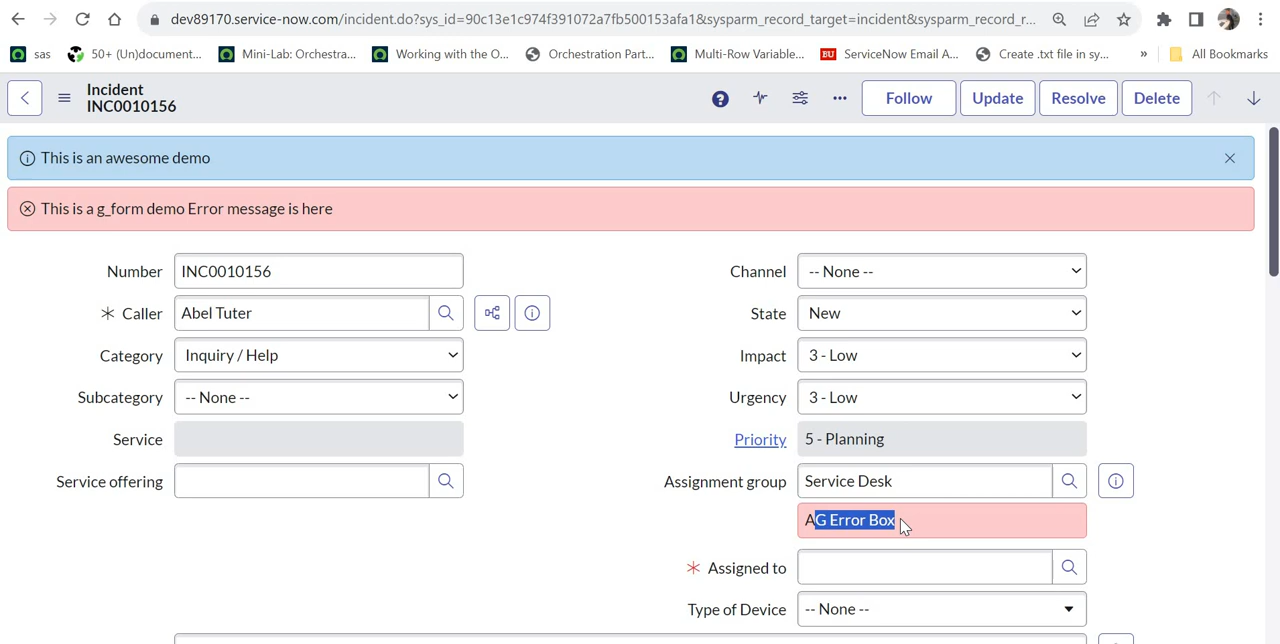 dev89170.service-now.com/incident.do?sys_id=90c13e1c974f391072a7fb500153afa1&sysparm_record_target=incident&sysparm_record_r...
sas
50+ (Un)document...
Mini-Lab: Orchestra...
Working with the O...
Orchestration Part...
Multi-Row Variable...
EU
ServiceNow Email A...
Create .txt file in sy...
»
All Bookmarks
Incident
INC0010156
Follow
Update
Resolve
Delete
This is an awesome demo
This is a g_form demo Error message is here
Number
INC0010156
Channel
-- None --
* Caller
Abel Tuter
State
New
Category
Inquiry / Help
Impact
3 - Low
Subcategory
-- None --
Urgency
3 - Low
Service
Priority
5 - Planning
Service offering
Assignment group
Service Desk
AG Error Box
* Assigned to
Type of Device
-- None --